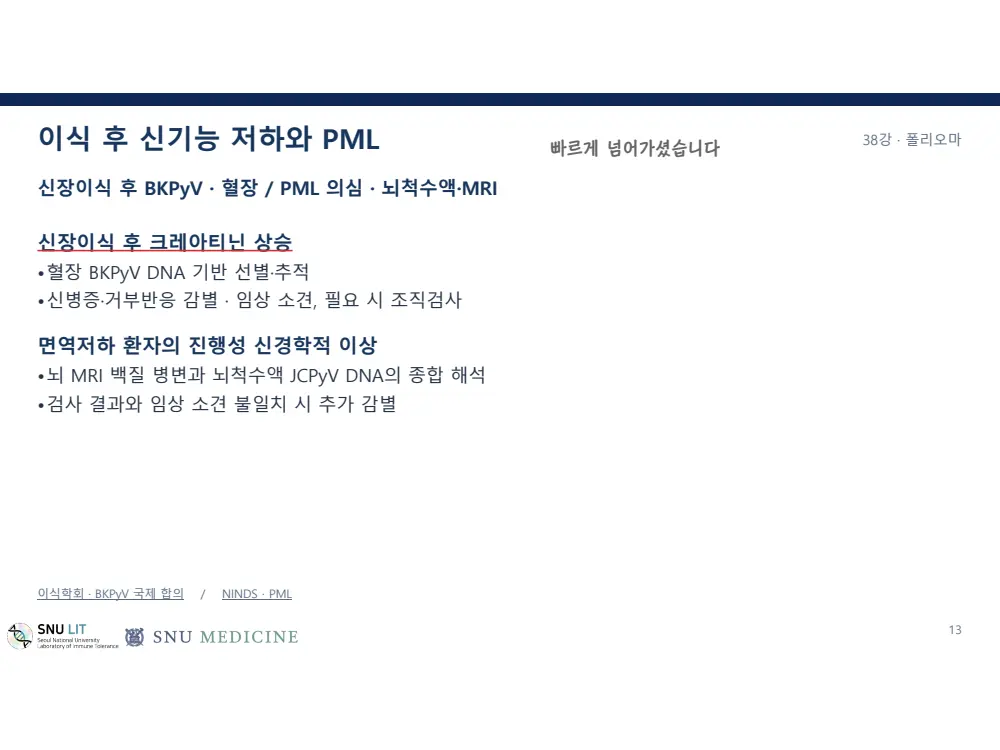 이식 후 신기능 저하와 PML
빠르게 넘어가셨습니다
38강 · 폴리오마
신장이식 후 BKPyV · 혈장 / PML 의심 · 뇌척수액·MRI
신장이식 후 크레아티닌 상승
•혈장 BKPyV DNA 기반 선별·추적
•신병증·거부반응 감별 · 임상 소견, 필요 시 조직검사
면역저하 환자의 진행성 신경학적 이상
•뇌 MRI 백질 병변과 뇌척수액 JCPyV DNA의 종합 해석
•검사 결과와 임상 소견 불일치 시 추가 감별
이식학회 · BKPyV 국제 합의 / NINDS · PML
SNU LIT
Seoul National University
Laboratory of Immune Tolerance
SNU MEDICINE
13